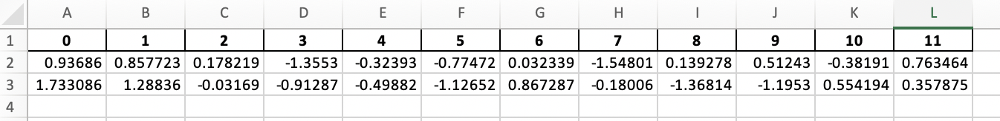 A B C D E F G H I J K L
1 0 1 2 3 4 5 6 7 8 9 10 11
2 0.93686 0.857723 0.178219 -1.3553 -0.32393 -0.77472 0.032339 -1.54801 0.139278 0.51243 -0.38191 0.763464
3 1.733086 1.28836 -0.03169 -0.91287 -0.49882 -1.12652 0.867287 -0.18006 -1.36814 -1.1953 0.554194 0.357875
4